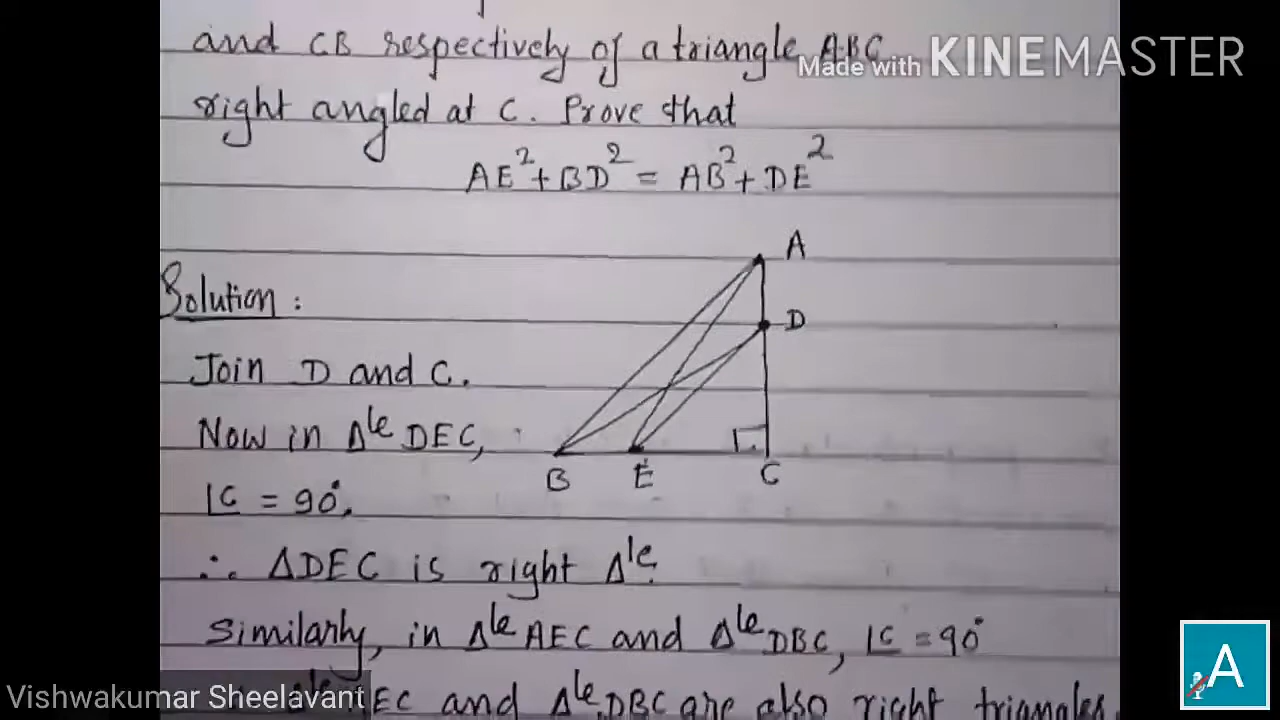 and CB respectively of a triangle ABC
Made with KINEMASTER
right angled at C. Prove that
AE² + BD² = AB² + DE²
A
Solution :
D
Join D and C.
Now in Δle DEC,
B E C
∠C = 90°.
∴ ΔDEC is right Δle.
Similarly, in Δle AEC and Δle DBC, ∠C = 90°
Vishwakumar Sheelavant
EC and Δle DBC are also right triangles.
A